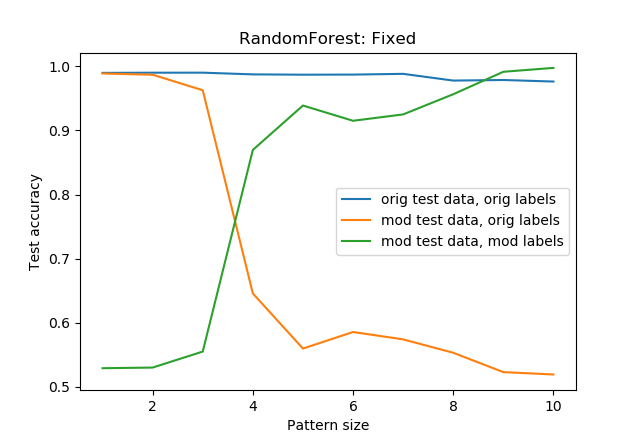 RandomForest: Fixed
1.0
0.9
0.8
0.7
0.6
0.5
Test accuracy
orig test data, orig labels
mod test data, orig labels
mod test data, mod labels
2 4 6 8 10
Pattern size